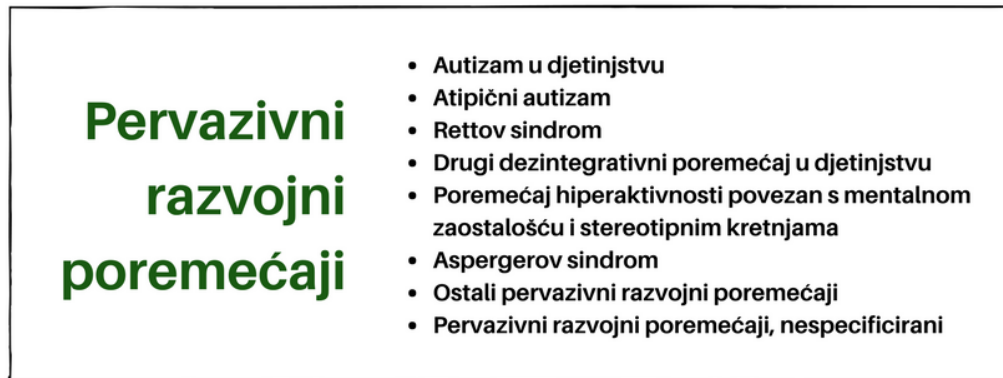 Pervazivni
razvojni
poremećaji
• Autizam u djetinjstvu
• Atipični autizam
• Rettov sindrom
• Drugi dezintegrativni poremećaj u djetinjstvu
• Poremećaj hiperaktivnosti povezan s mentalnom
zaostalošću i stereotipnim kretnjama
• Aspergerov sindrom
• Ostali pervazivni razvojni poremećaji
• Pervazivni razvojni poremećaji, nespecificirani